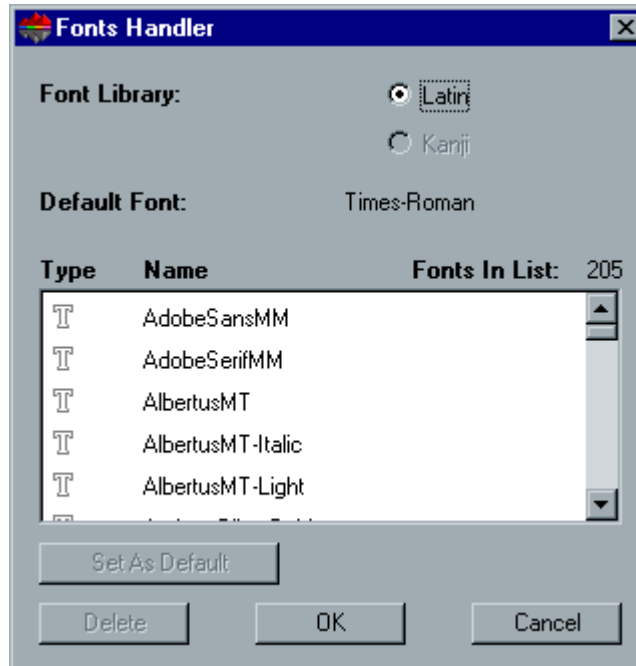 Fonts Handler
Font Library:
Latin
Kanji
Default Font: Times-Roman
Type Name Fonts In List: 205
AdobeSansMM
AdobeSerifMM
AlbertusMT
AlbertusMT-Italic
AlbertusMT-Light
Set As Default
Delete OK Cancel